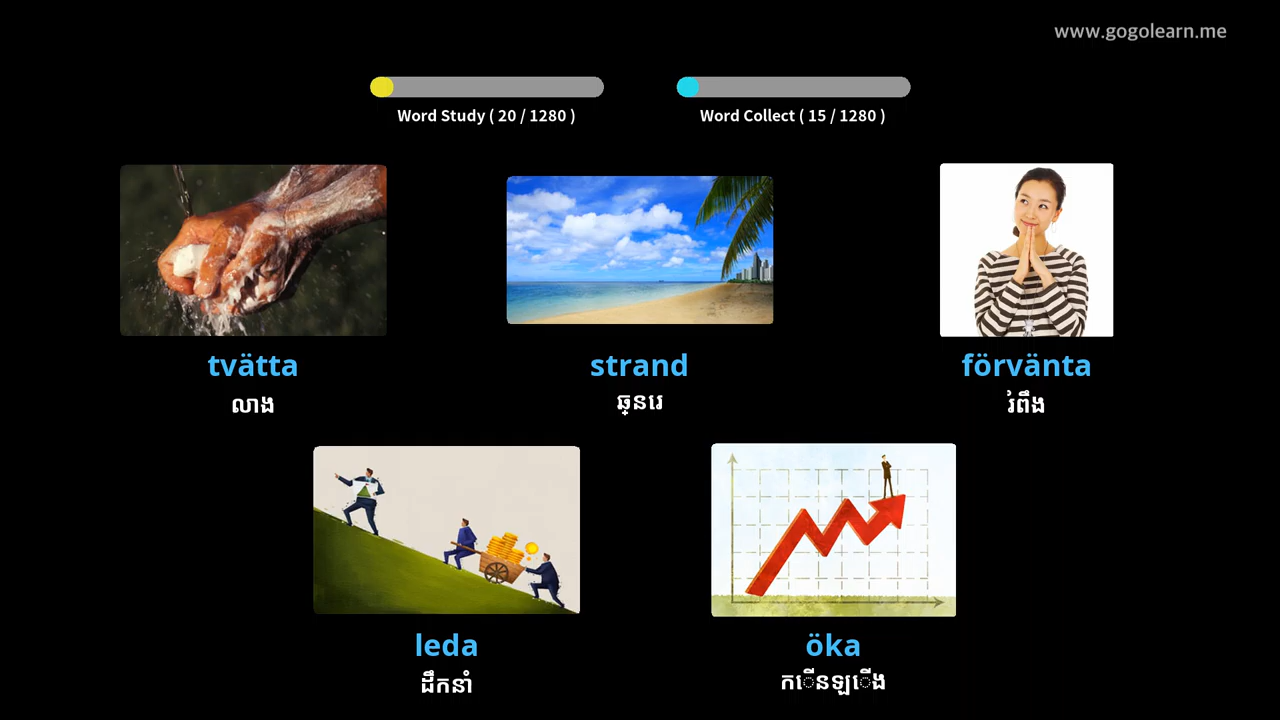 www.gogolearn.me
Word Study ( 20 / 1280 )
Word Collect ( 15 / 1280 )
tvätta
strand
förvänta
លាង
ឆ្នេរ
រំពឹង
leda
öka
ដឹកនាំ
កើនឡើង